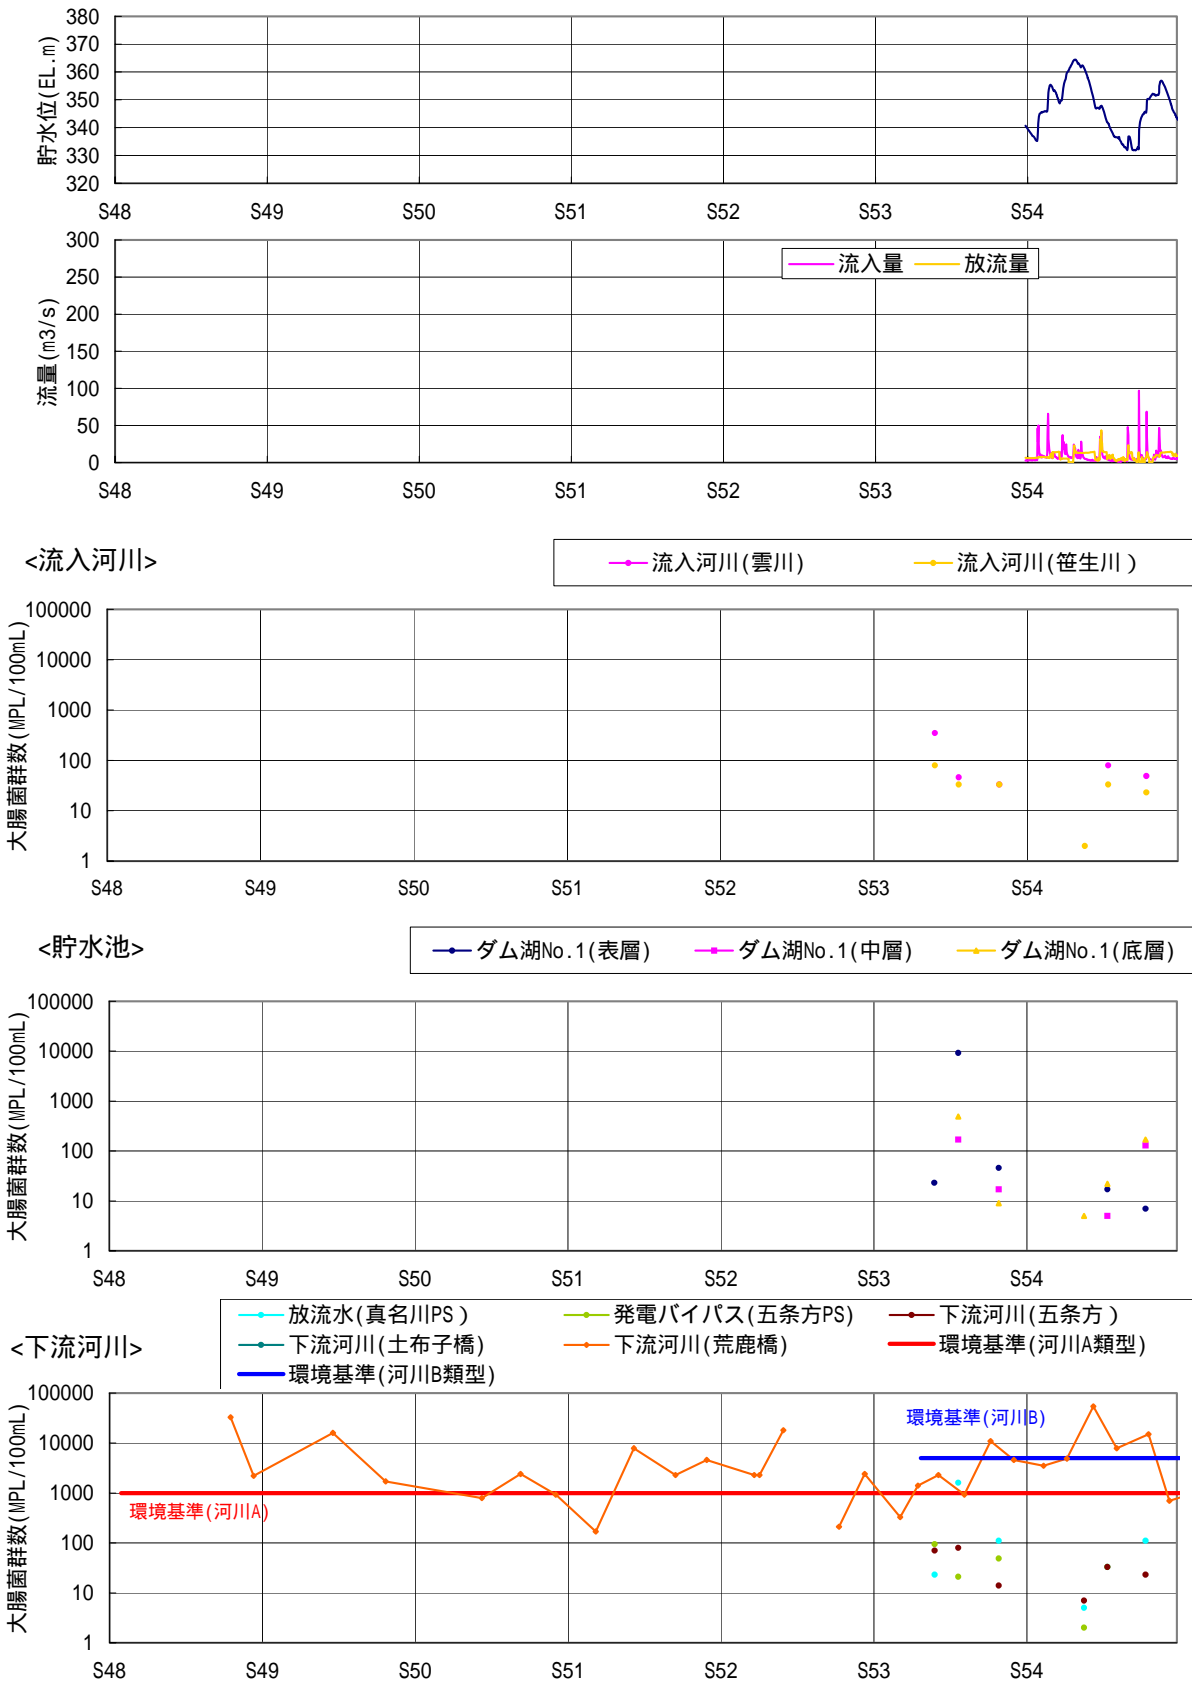 380
370
360
350
340
330
320
貯水位(EL.m)
S48 S49 S50 S51 S52 S53 S54
300
250
200
150
100
50
0
流量(m3/s)
流入量 放流量
S48 S49 S50 S51 S52 S53 S54
<流入河川>
流入河川(雲川) 流入河川(笹生川)
100000
10000
1000
100
10
1
大腸菌群数(MPL/100mL)
S48 S49 S50 S51 S52 S53 S54
<貯水池>
ダム湖No.1(表層) ダム湖No.1(中層) ダム湖No.1(底層)
100000
10000
1000
100
10
1
大腸菌群数(MPL/100mL)
S48 S49 S50 S51 S52 S53 S54
<下流河川>
放流水(真名川PS) 発電バイパス(五条方PS) 下流河川(五条方)
下流河川(土布子橋) 下流河川(荒鹿橋) 環境基準(河川A類型)
環境基準(河川B類型)
100000
10000
1000
100
10
1
大腸菌群数(MPL/100mL)
環境基準(河川B)
環境基準(河川A)
S48 S49 S50 S51 S52 S53 S54